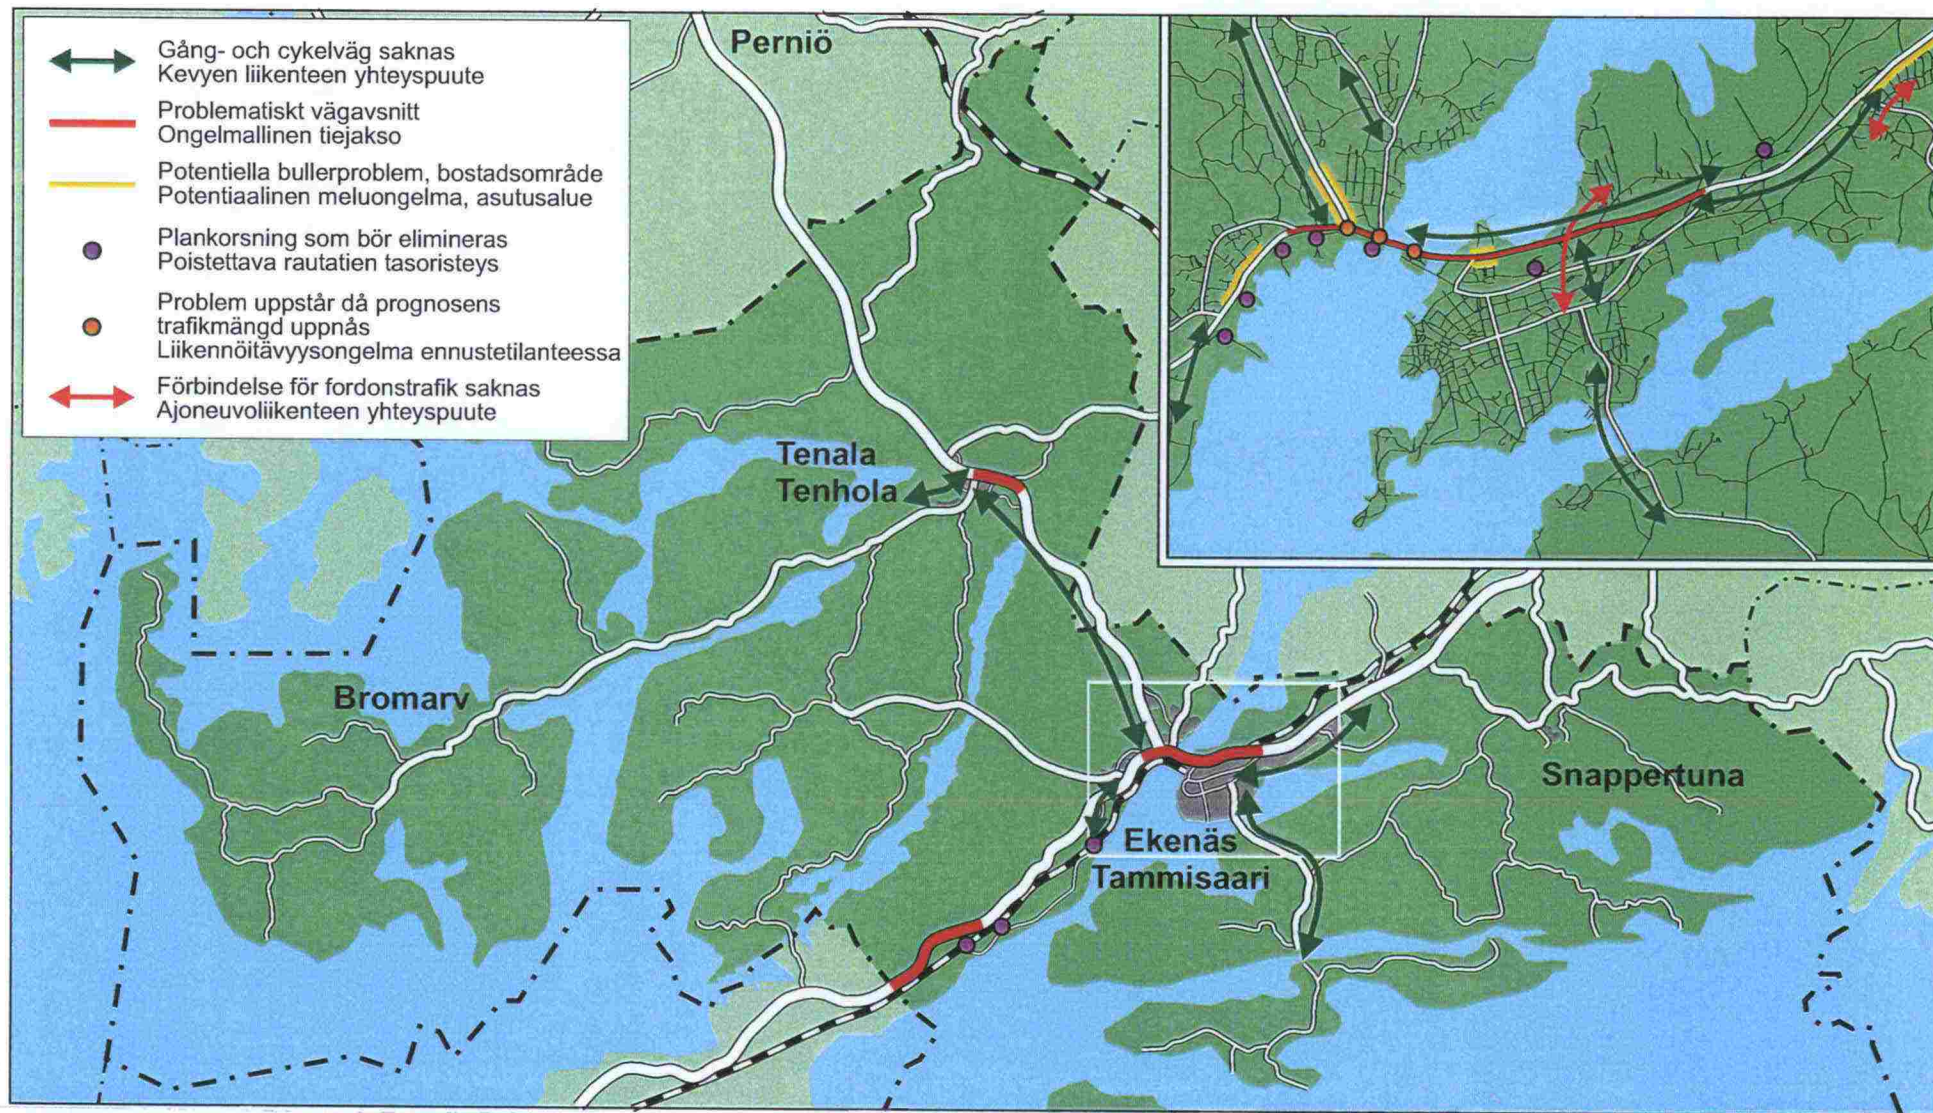 Gång- och cykelväg saknas
Kevyen liikenteen yhteyspuute
Problematiskt vägavsnitt
Ongelmallinen tiejakso
Potentiella bullerproblem, bostadsområde
Potentiaalinen meluongelma, asutusalue
Plankorsning som bör elimineras
Poistettava rautatien tasoristeys
Problem uppstår då prognosens
trafikmängd uppnås
Liikennöitävyysongelma ennustetilanteessa
Förbindelse för fordonstrafik saknas
Ajoneuvoliikenteen yhteyspuute
Perniö
Tenala
Tenhola
Bromarv
Snappertuna
Ekenäs
Tammisaari